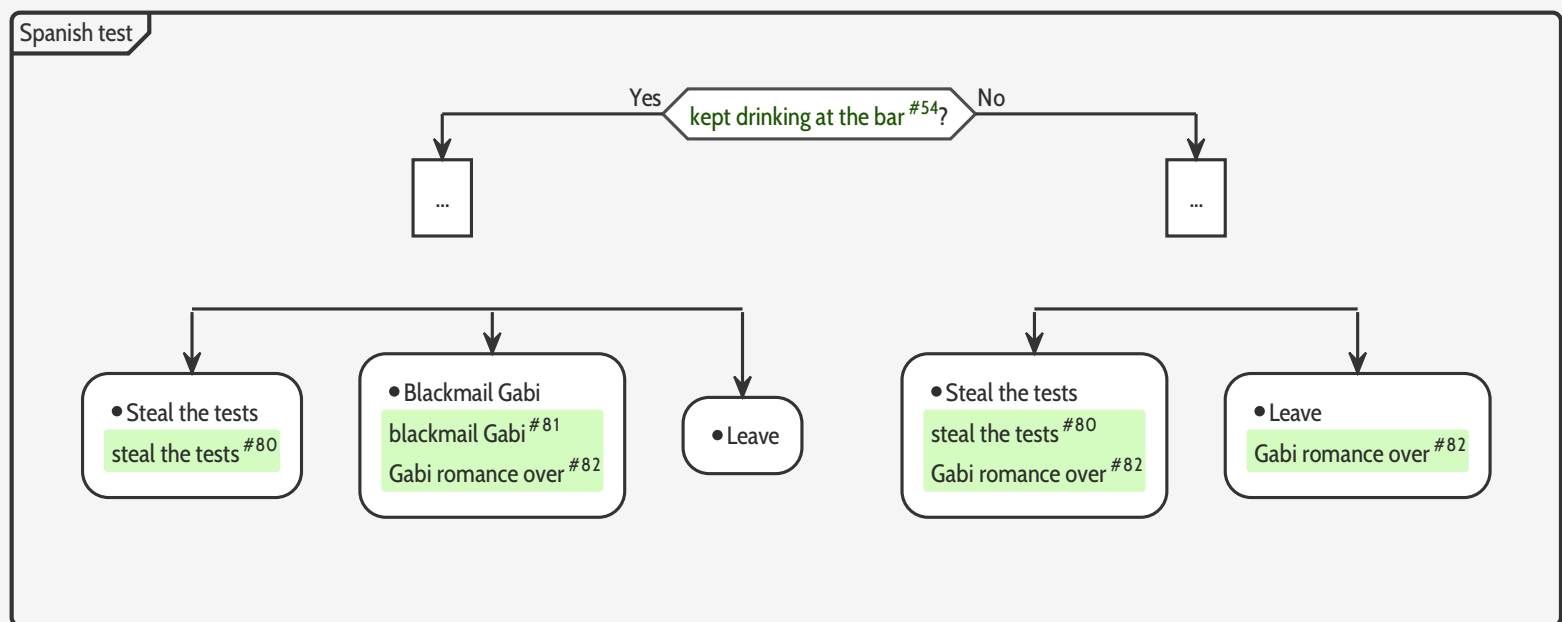 Spanish test
Yes
kept drinking at the bar #54?
No
...
...
• Steal the tests
steal the tests #80
• Blackmail Gabi
blackmail Gabi #81
Gabi romance over #82
• Leave
• Steal the tests
steal the tests #80
Gabi romance over #82
• Leave
Gabi romance over #82